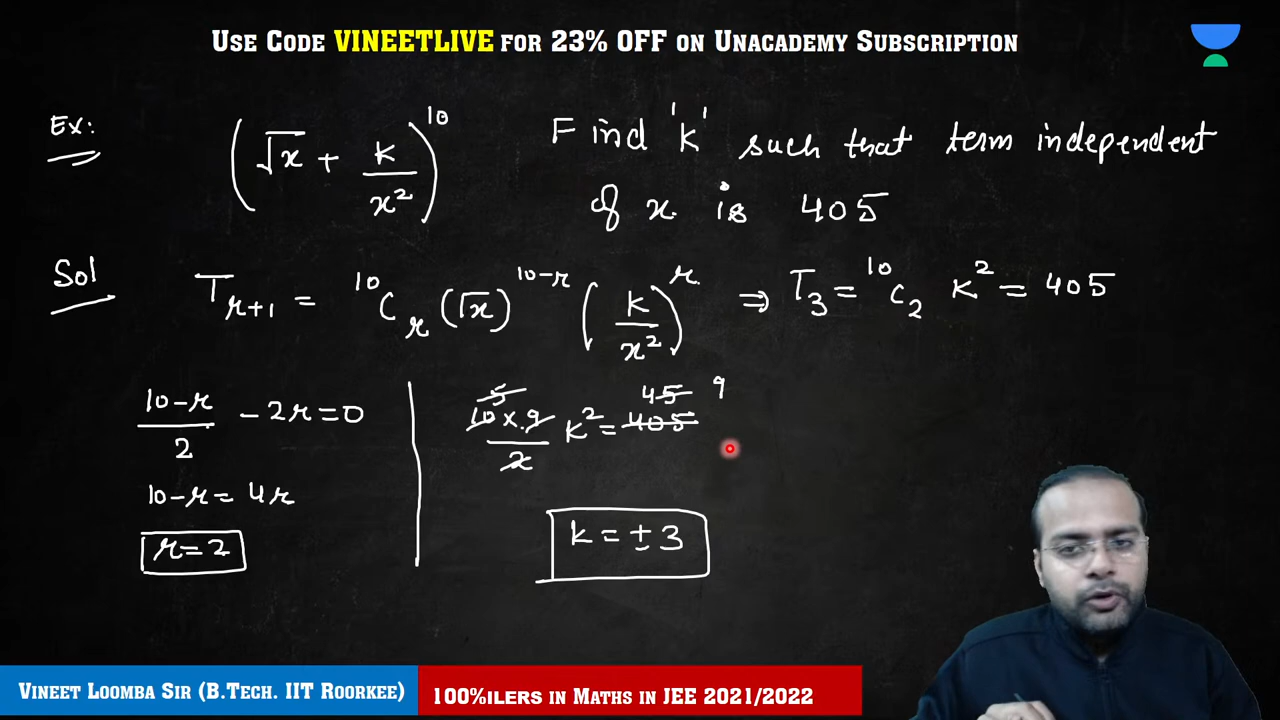 USE CODE VINEETLIVE FOR 23% OFF ON UNACADEMY SUBSCRIPTION
Ex: (√x + k/x²)¹⁰ Find 'k' such that term independent
of x is 405
Sol T_{r+1} = ¹⁰C_r (√x)^{10-r} (k/x²)^r ⇒ T₃ = ¹⁰C₂ k² = 405
(10-r)/2 - 2r = 0
10-r = 4r
r = 2
5 45 9
(10 × 9)/2 k² = 405
k = ±3
VINEET LOOMBA SIR (B.TECH. IIT ROORKEE)
100%ILERS IN MATHS IN JEE 2021/2022